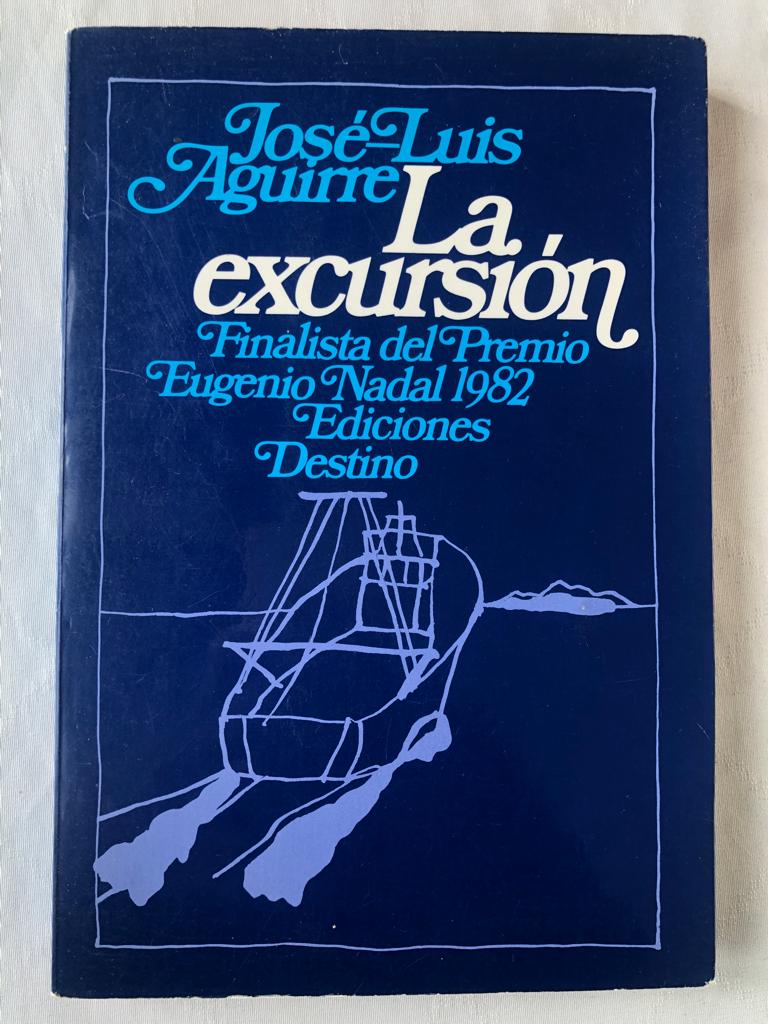 José-Luis
Aguirre
La
excursión
Finalista del Premio
Eugenio Nadal 1982
Ediciones
Destino